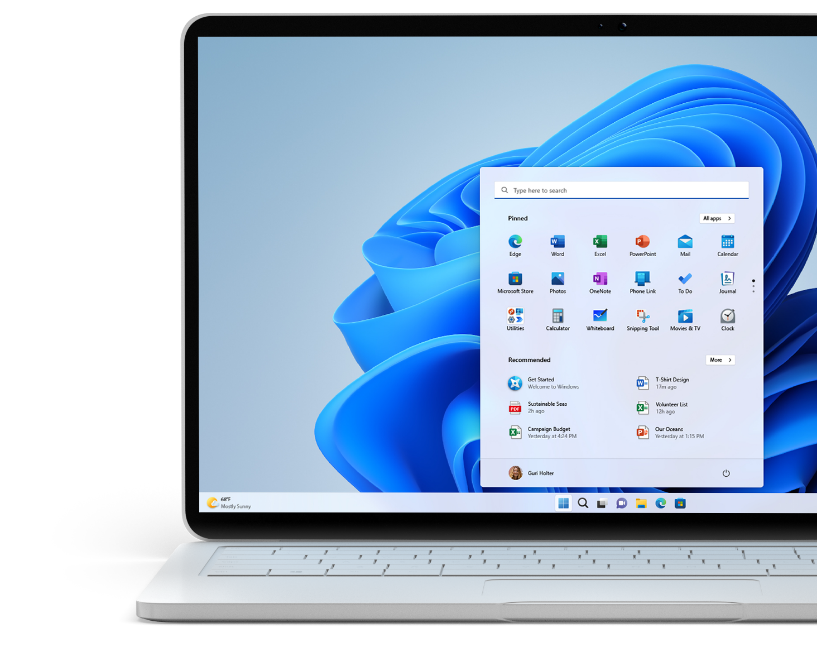 Type here to search
Pinned
All apps >
Edge
Word
Excel
PowerPoint
Mail
Calendar
Microsoft Store
Photos
OneNote
Phone Link
To Do
Journal
Utilities
Calculator
Whiteboard
Snipping Tool
Movies & TV
Clock
Recommended
More >
Get Started
Welcome to Windows
T-Shirt Design
17m ago
Sustainable Seas
2h ago
Volunteer List
12h ago
Campaign Budget
Yesterday at 4:24 PM
Our Oceans
Yesterday at 1:15 PM
Guri Holter
68°F
Mostly Sunny